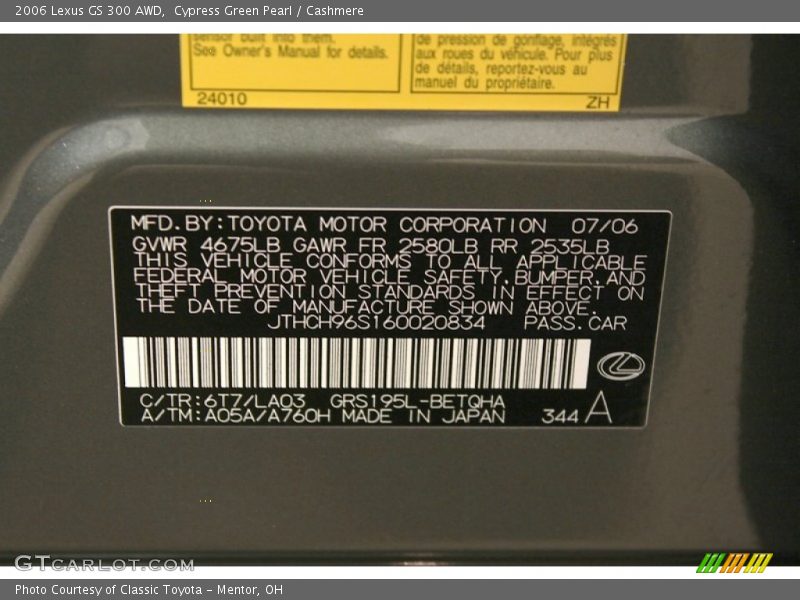 2006 Lexus GS 300 AWD, Cypress Green Pearl / Cashmere
sensor built into them.
See Owner's Manual for details.
24010
de pression de gonflage, intégrés
aux roues du véhicule. Pour plus
de détails, reportez-vous au
manuel du propriétaire.
ZH
MFD. BY: TOYOTA MOTOR CORPORATION 07/06
GVWR 4675LB GAWR FR 2580LB RR 2535LB
THIS VEHICLE CONFORMS TO ALL APPLICABLE
FEDERAL MOTOR VEHICLE SAFETY, BUMPER, AND
THEFT PREVENTION STANDARDS IN EFFECT ON
THE DATE OF MANUFACTURE SHOWN ABOVE.
JTHCH96S160020834 PASS. CAR
C/TR: 6T7/LA03 GRS195L-BETQHA
A/TM: A05A/A760H MADE IN JAPAN 344 A
GTCARLOT.COM
Photo Courtesy of Classic Toyota - Mentor, OH